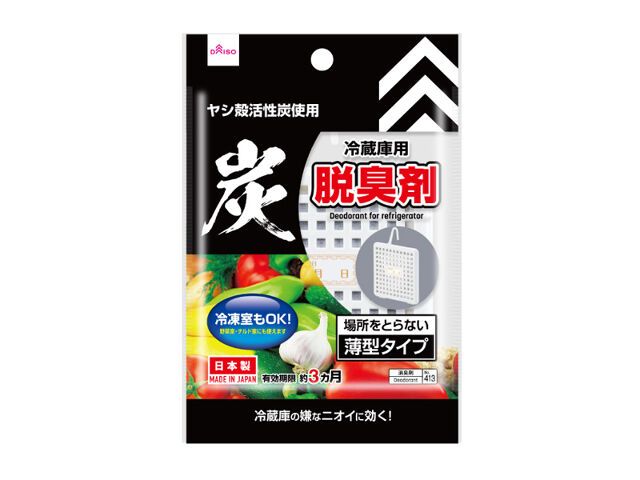 DAISO
ヤシ殻活性炭使用
炭
冷蔵庫用
脱臭剤
Deodorant for refrigerator
月 日
冷凍室もOK!
野菜室・チルド室にも使えます
場所をとらない
薄型タイプ
日本製
MADE IN JAPAN
有効期限 約3ヵ月
消臭剤
Deodorant
No.
413
冷蔵庫の嫌なニオイに効く!